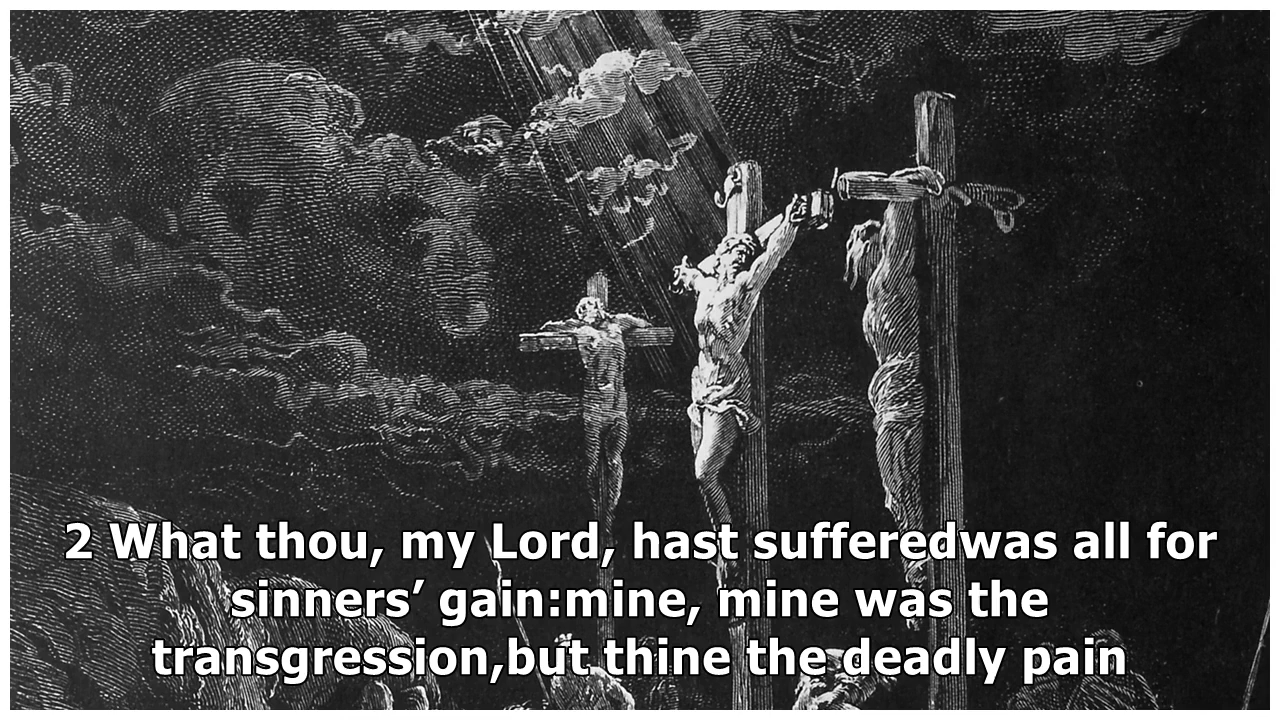 2 What thou, my Lord, hast sufferedwas all for
sinners’ gain:mine, mine was the
transgression,but thine the deadly pain